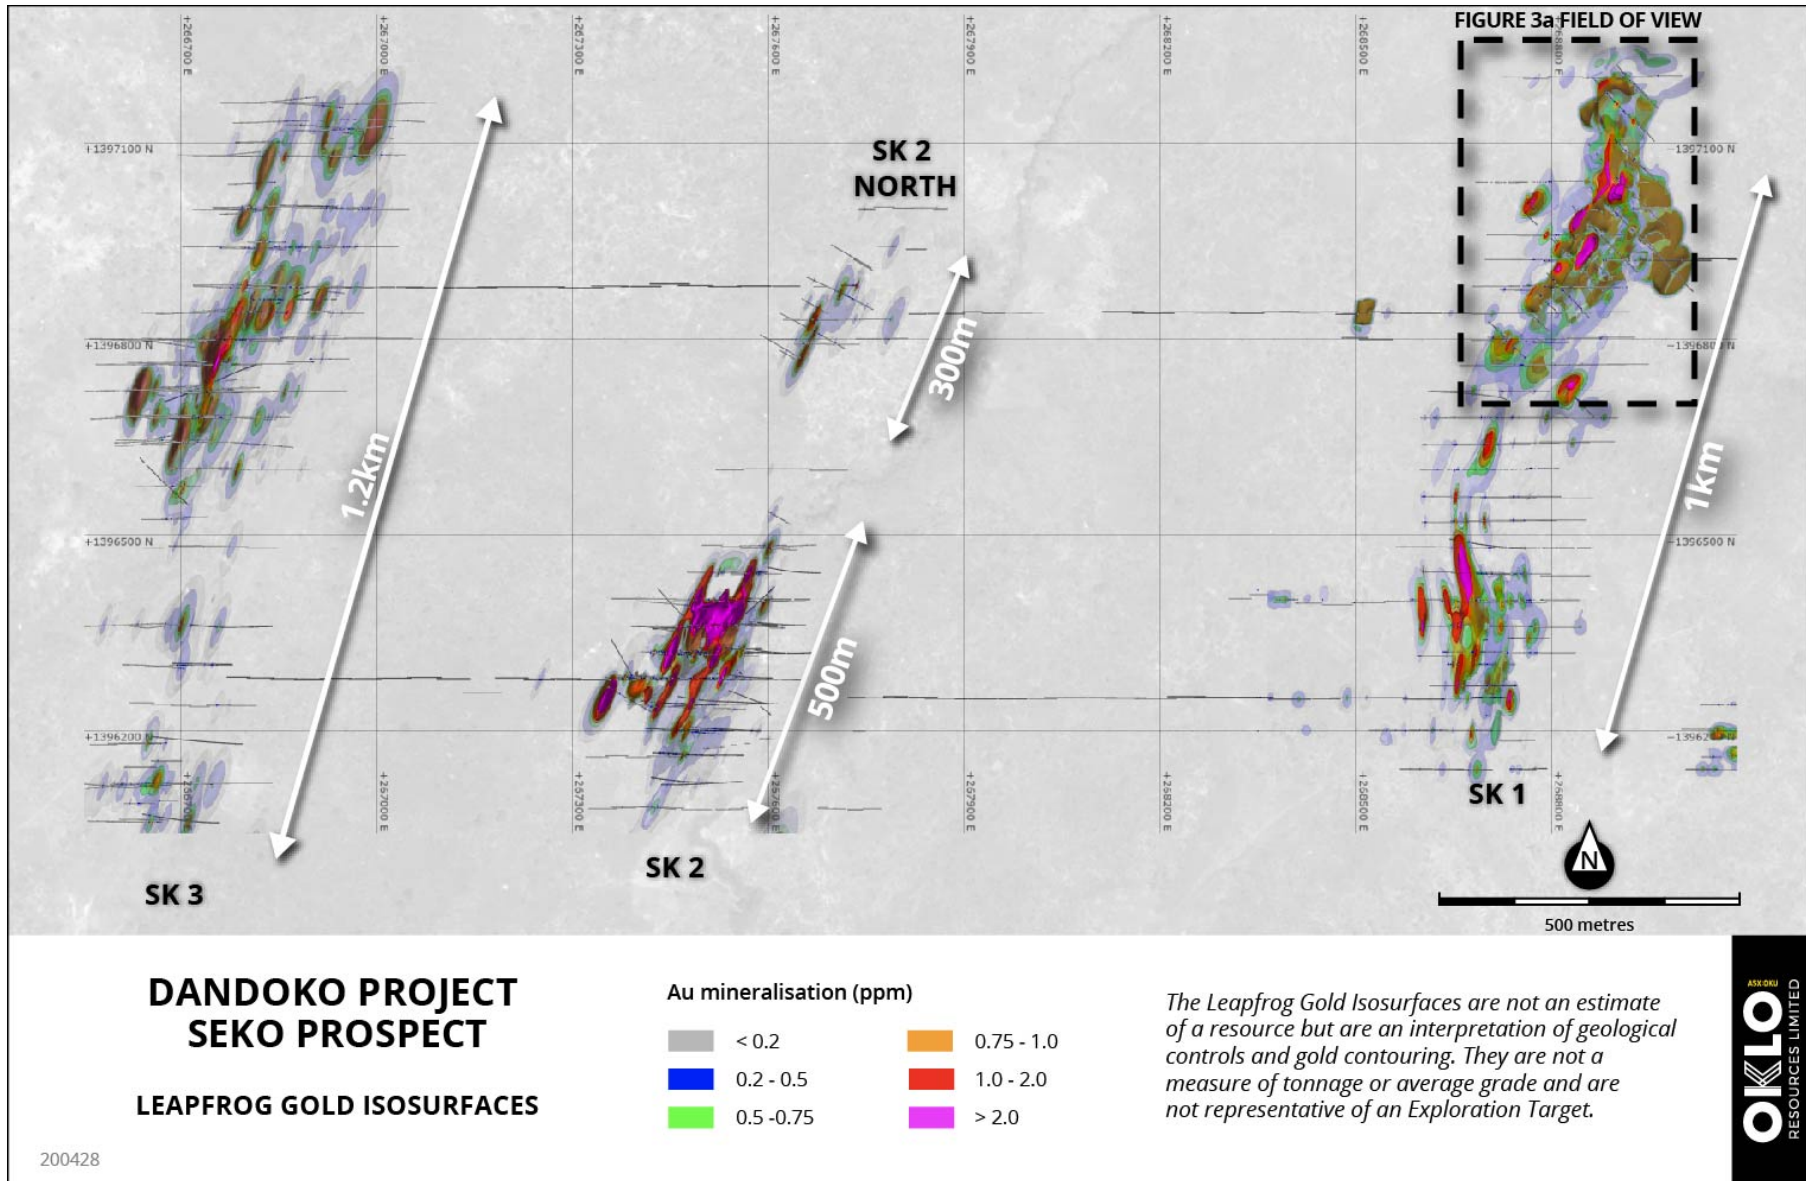 FIGURE 3a FIELD OF VIEW
+266700 E
+267000 E
+267300 E
+267600 E
+267900 E
+268200 E
+268500 E
+268800 E
+1397100 N
1397100 N
SK 2
NORTH
+1396800 N
1396800 N
300m
1.2km
1km
+1396500 N
1396500 N
500m
+1396200 N
SK 1
SK 2
SK 3
N
500 metres
DANDOKO PROJECT
SEKO PROSPECT
LEAPFROG GOLD ISOSURFACES
200428
Au mineralisation (ppm)
< 0.2
0.2 - 0.5
0.5 -0.75
0.75 - 1.0
1.0 - 2.0
> 2.0
The Leapfrog Gold Isosurfaces are not an estimate
of a resource but are an interpretation of geological
controls and gold contouring. They are not a
measure of tonnage or average grade and are
not representative of an Exploration Target.
ASX:OKU
OKLO
RESOURCES LIMITED